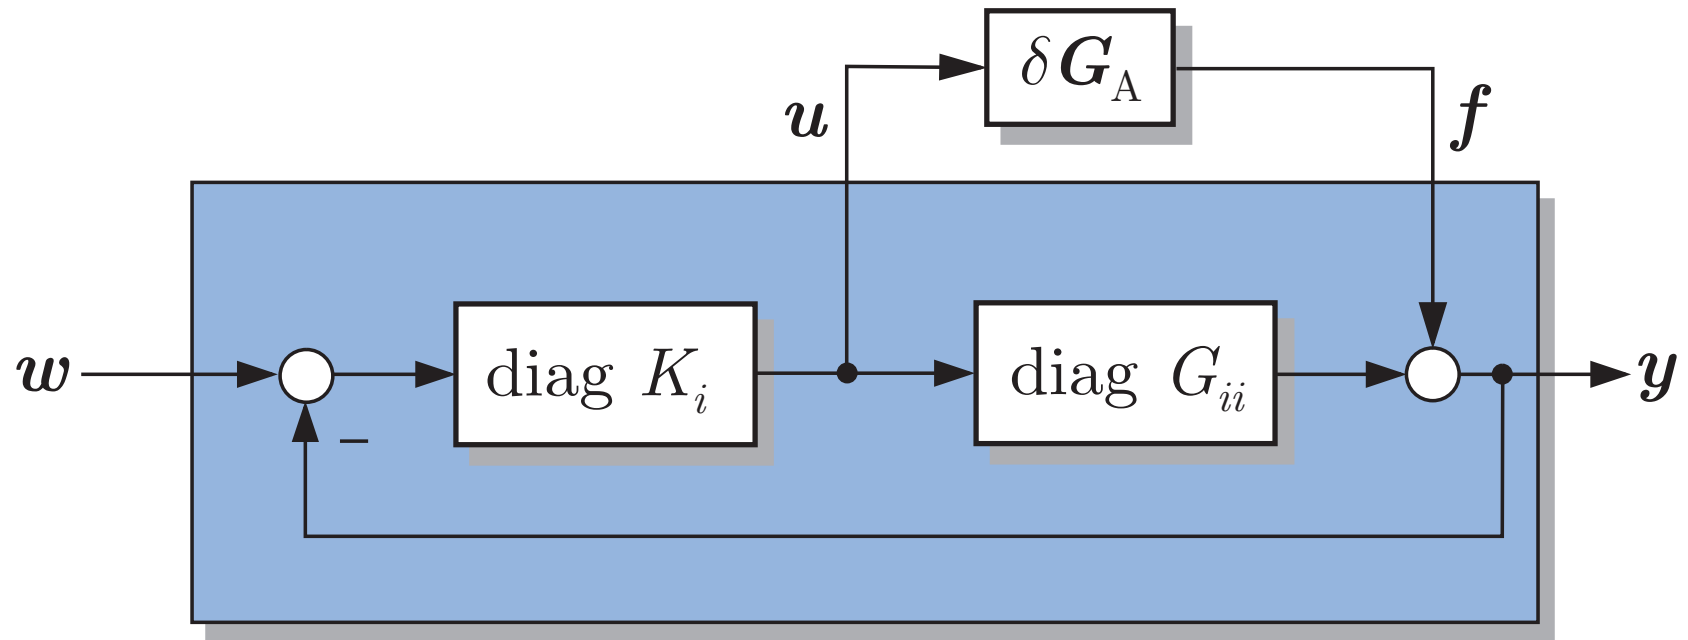 δG_A
u
f
w
diag K_i
diag G_ii
y
–